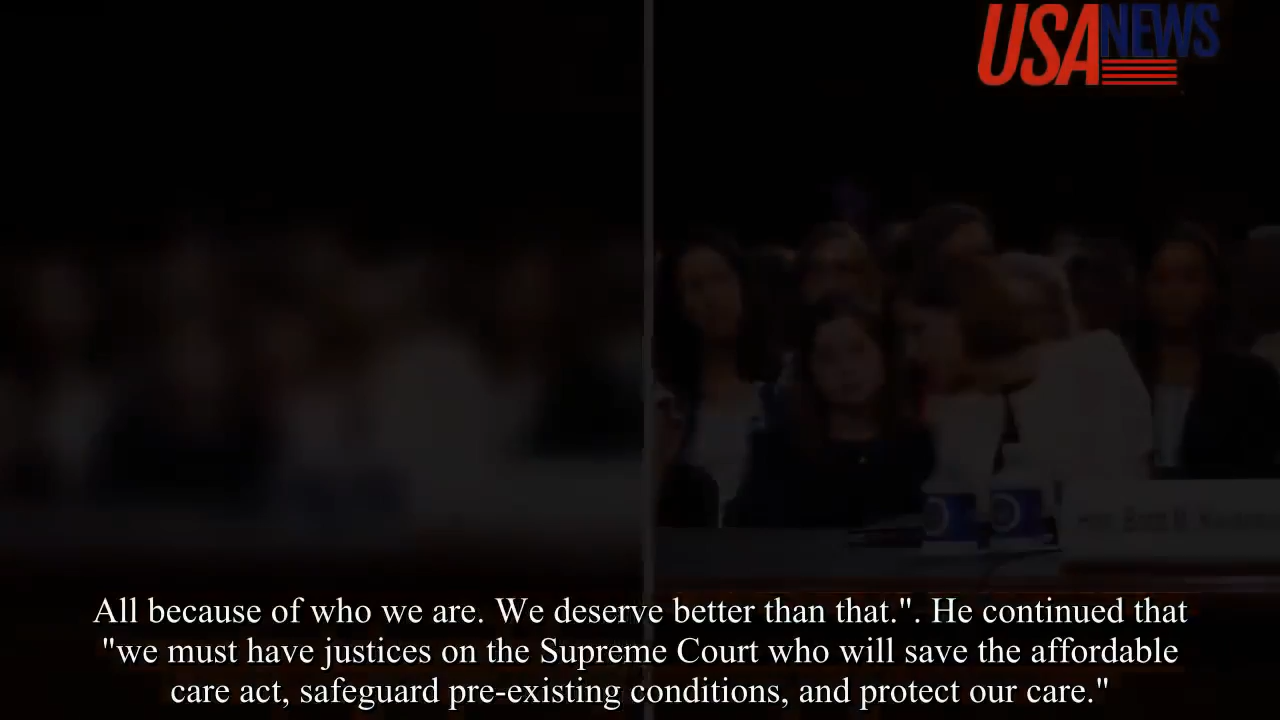 USANEWS
All because of who we are. We deserve better than that.". He continued that
"we must have justices on the Supreme Court who will save the affordable
care act, safeguard pre-existing conditions, and protect our care."